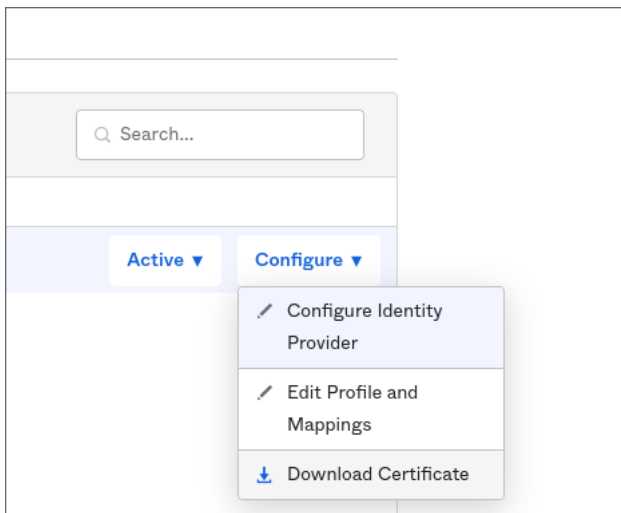 Search...
Active ▼ Configure ▼
Configure Identity
Provider
Edit Profile and
Mappings
Download Certificate